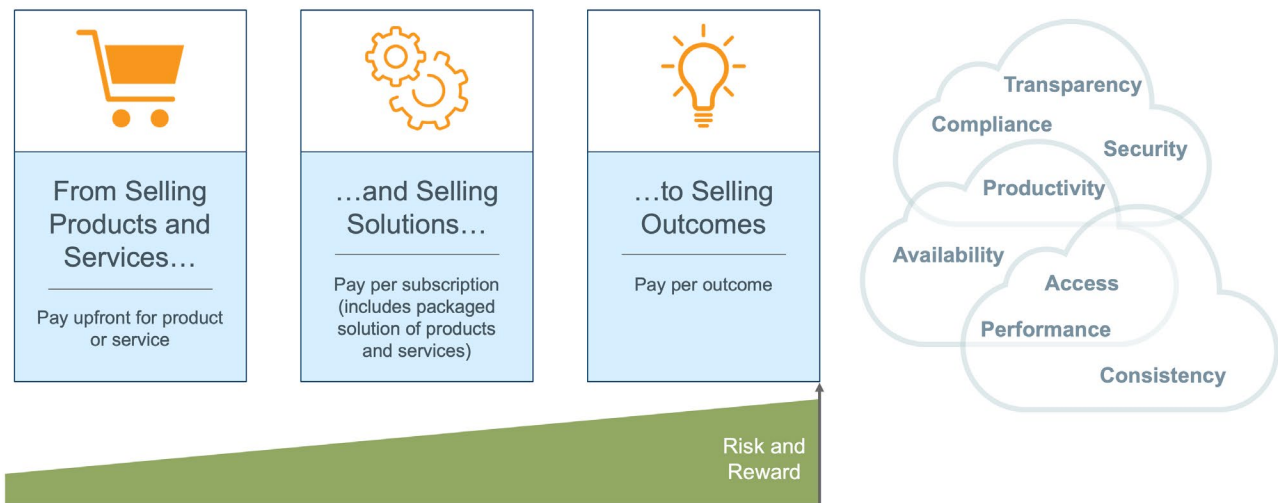 From Selling
Products and
Services…
Pay upfront for product
or service
…and Selling
Solutions…
Pay per subscription
(includes packaged
solution of products
and services)
…to Selling
Outcomes
Pay per outcome
Risk and
Reward
Transparency
Compliance
Security
Productivity
Availability
Access
Performance
Consistency